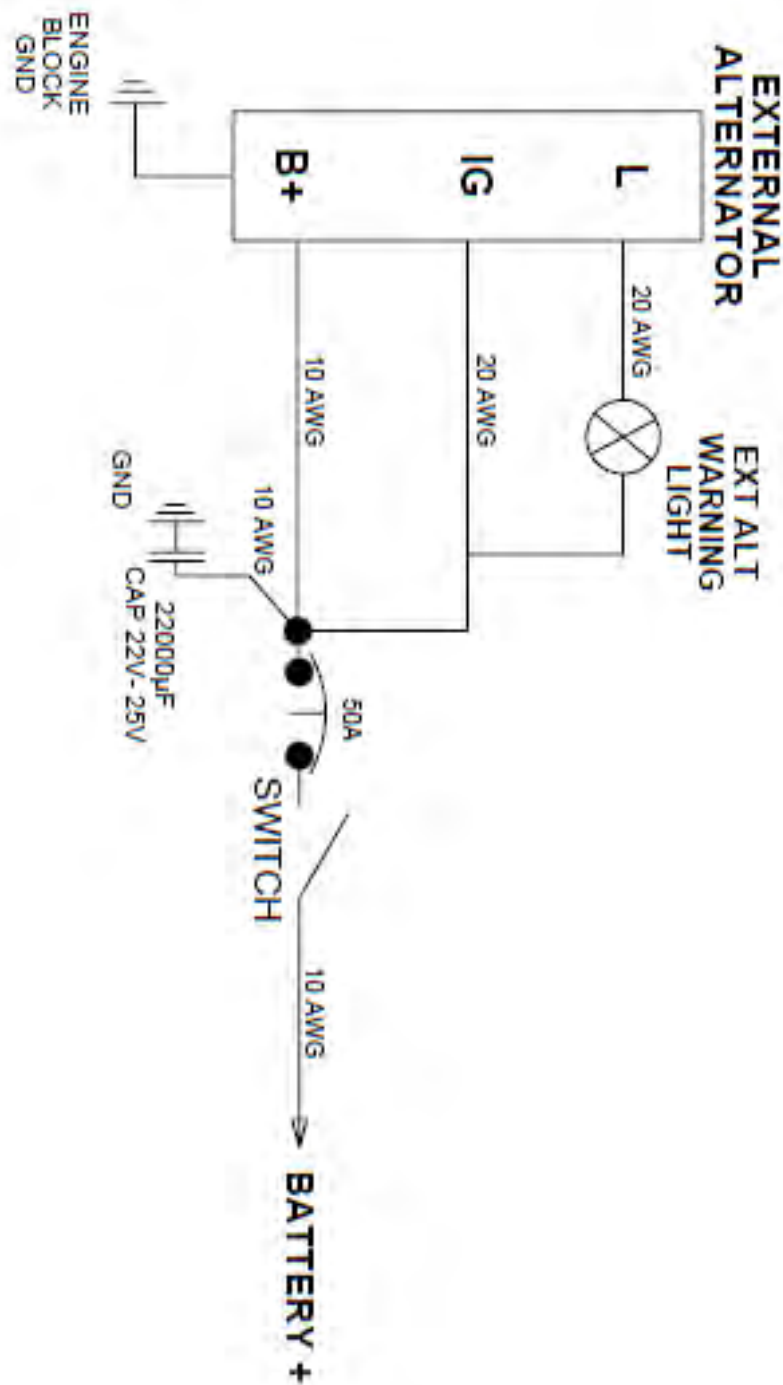 EXTERNAL
ALTERNATOR
L
IG
B+
ENGINE
BLOCK
GND
20 AWG
EXT ALT
WARNING
LIGHT
20 AWG
10 AWG
10 AWG
GND
22000µF
CAP 22V-25V
50A
SWITCH
10 AWG
BATTERY +